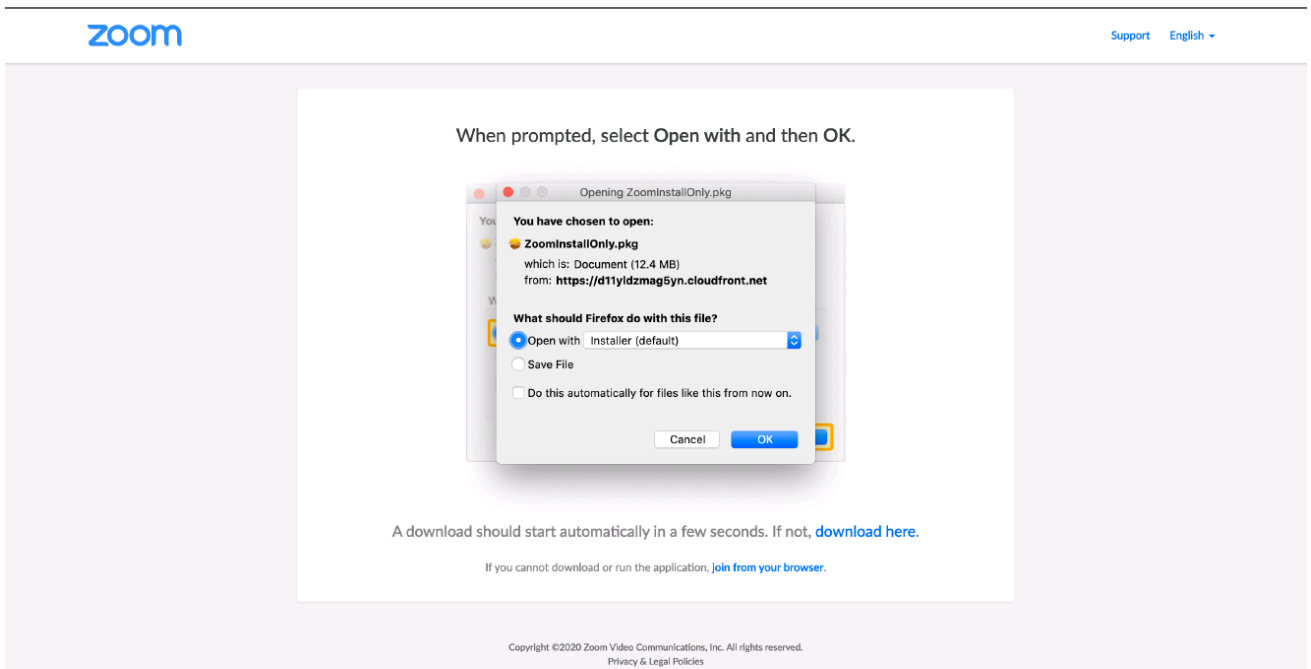 zoom
Support English
When prompted, select Open with and then OK.
Opening ZoomInstallOnly.pkg
You have chosen to open:
ZoomInstallOnly.pkg
which is: Document (12.4 MB)
from: https://d11yldzmag5yn.cloudfront.net
What should Firefox do with this file?
Open with Installer (default)
Save File
Do this automatically for files like this from now on.
Cancel OK
A download should start automatically in a few seconds. If not, download here.
If you cannot download or run the application, join from your browser.
Copyright ©2020 Zoom Video Communications, Inc. All rights reserved.
Privacy & Legal Policies